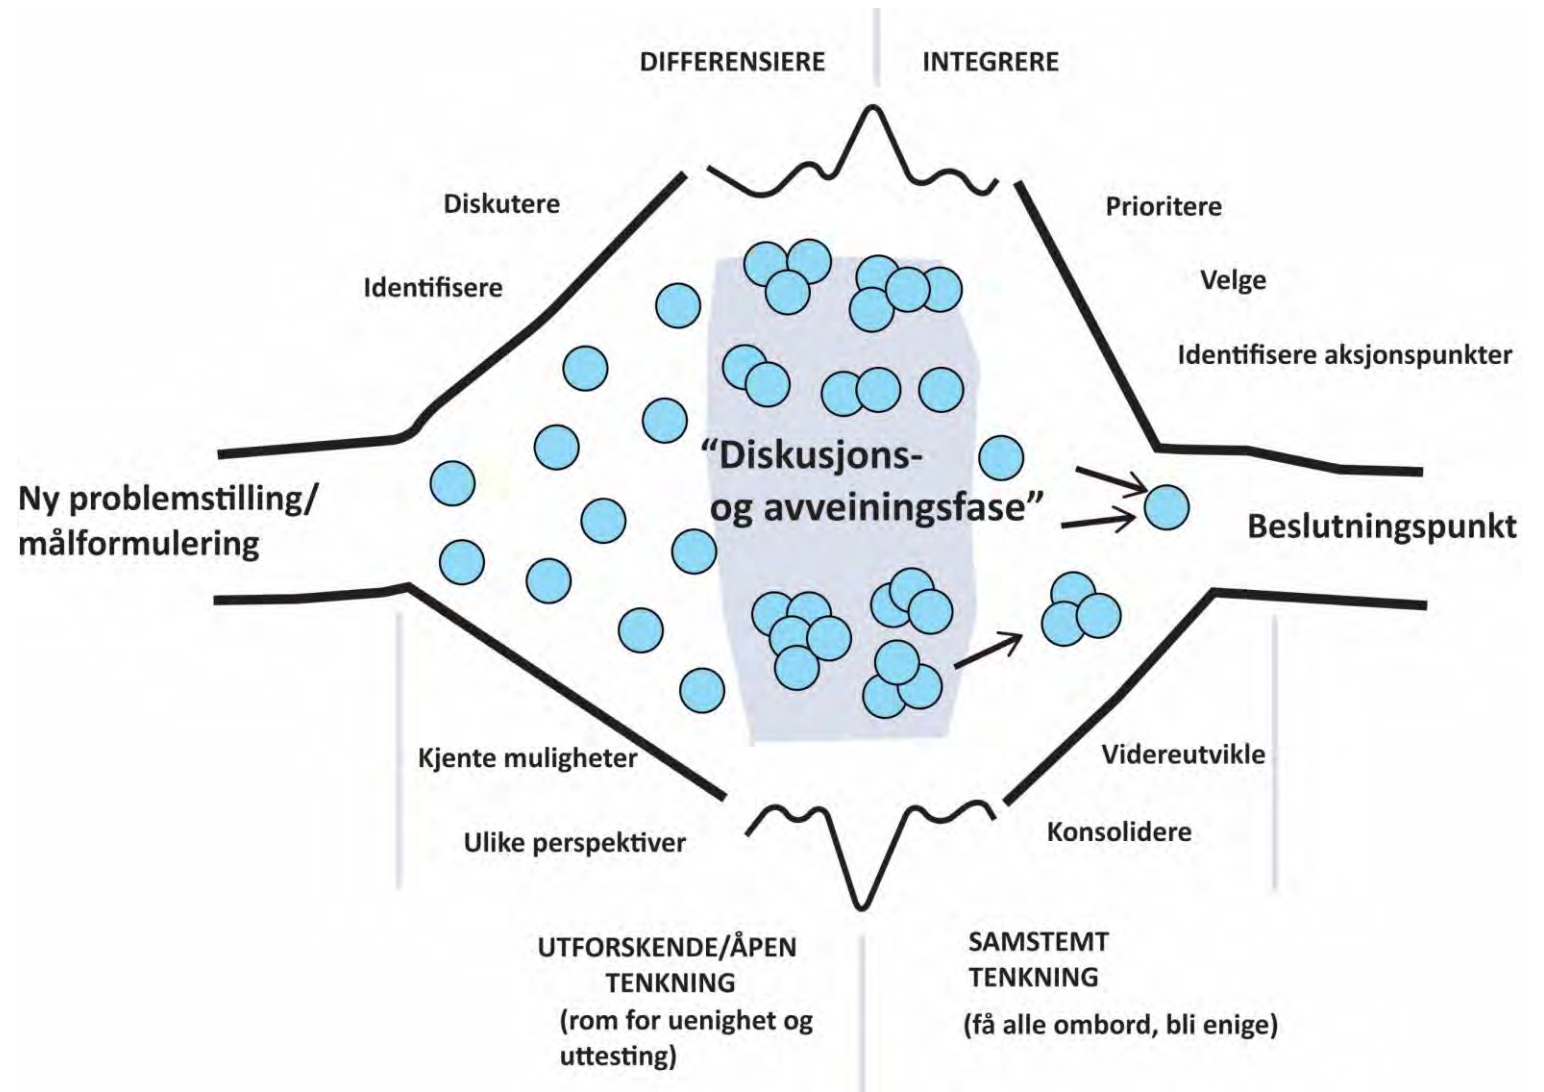 DIFFERENSIERE
INTEGRERE
Diskutere
Identifisere
Prioritere
Velge
Identifisere aksjonspunkter
Ny problemstilling/
målformulering
“Diskusjons-
og avveiningsfase”
Beslutningspunkt
Kjente muligheter
Ulike perspektiver
Videreutvikle
Konsolidere
UTFORSKENDE/ÅPEN
TENKNING
(rom for uenighet og
uttesting)
SAMSTEMT
TENKNING
(få alle ombord, bli enige)